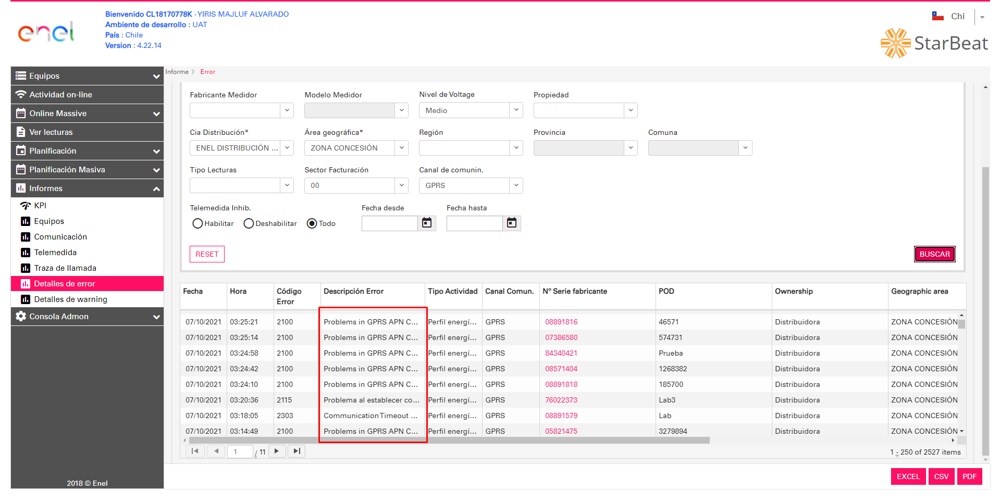 enel
Bienvenido CL18170778K - YIRIS MAJLUF ALVARADO
Ambiente de desarrollo : UAT
País : Chile
Version : 4.22.14
Chi
StarBeat
Equipos
Actividad on-line
Online Massive
Ver lecturas
Planificación
Planificación Masiva
Informes
KPI
Equipos
Comunicación
Telemedida
Traza de llamada
Detalles de error
Detalles de warning
Consola Admon
2018 © Enel
Informe > Error
Fabricante Medidor Modelo Medidor Nivel de Voltage Propiedad
Medio
Cia Distribución* Área geográfica* Región Provincia Comuna
ENEL DISTRIBUCIÓN ... ZONA CONCESIÓN
Tipo Lecturas Sector Facturación Canal de comunin.
00 GPRS
Telemedida Inhib. Fecha desde Fecha hasta
Habilitar Deshabilitar Todo
RESET BUSCAR
Fecha Hora Código Error Descripción Error Tipo Actividad Canal Comun. Nº Serie fabricante POD Ownership Geographic area
07/10/2021 03:25:21 2100 Problems in GPRS APN C... Perfil energí... GPRS 08891816 46571 Distribuidora ZONA CONCESIÓN
07/10/2021 03:25:14 2100 Problems in GPRS APN C... Perfil energí... GPRS 07386580 574731 Distribuidora ZONA CONCESIÓN
07/10/2021 03:24:58 2100 Problems in GPRS APN C... Perfil energí... GPRS 84340421 Prueba Distribuidora ZONA CONCESIÓN
07/10/2021 03:24:42 2100 Problems in GPRS APN C... Perfil energí... GPRS 08571404 1268382 Distribuidora ZONA CONCESIÓN
07/10/2021 03:24:10 2100 Problems in GPRS APN C... Perfil energí... GPRS 08891818 185700 Distribuidora ZONA CONCESIÓN
07/10/2021 03:20:36 2115 Problema al establecer co... Perfil energí... GPRS 76022373 Lab3 Distribuidora ZONA CONCESIÓN
07/10/2021 03:18:05 2303 Communication Timeout ... Perfil energí... GPRS 08891579 Lab Distribuidora ZONA CONCESIÓN
07/10/2021 03:14:49 2100 Problems in GPRS APN C... Perfil energí... GPRS 05821475 3279894 Distribuidora ZONA CONCESIÓN
1 / 11 1 - 250 of 2527 items
EXCEL CSV PDF